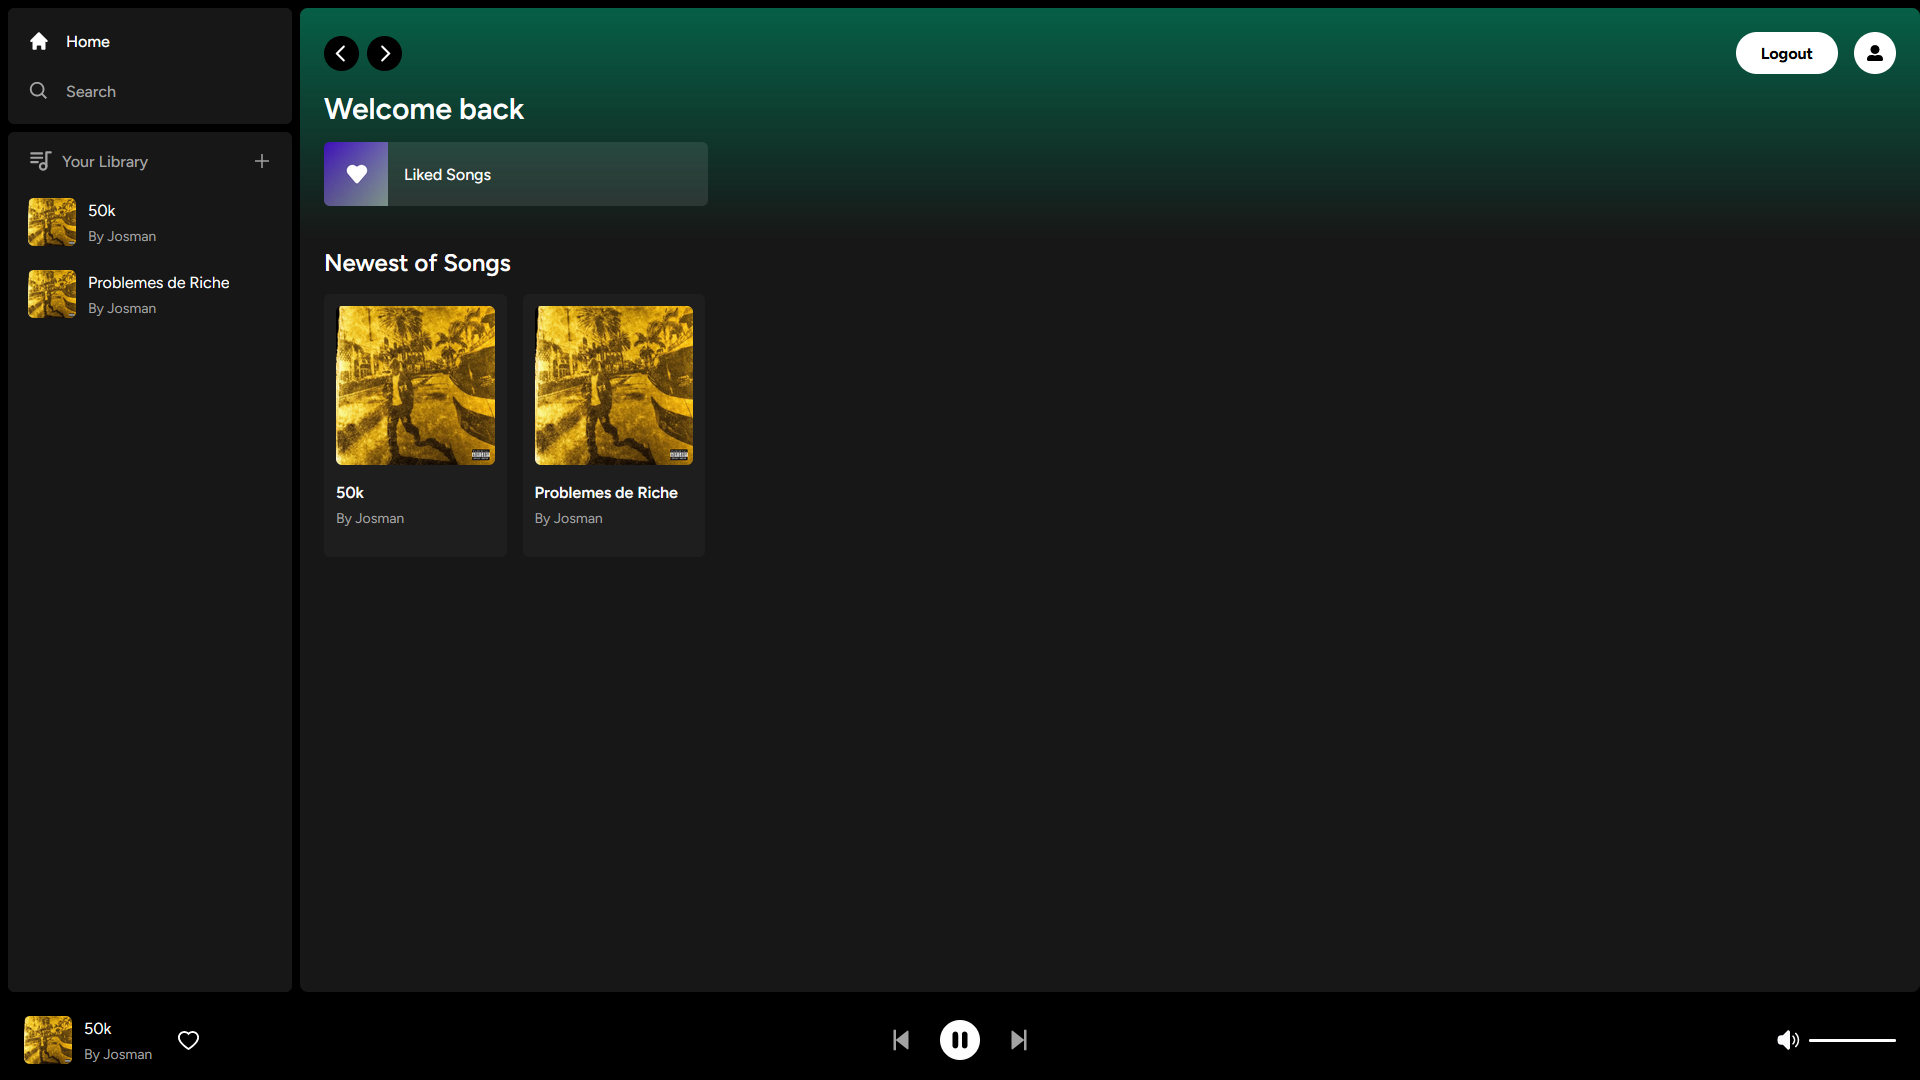 Home
Search
Your Library
50k
By Josman
Problemes de Riche
By Josman
Logout
Welcome back
Liked Songs
Newest of Songs
50k
By Josman
Problemes de Riche
By Josman
50k
By Josman